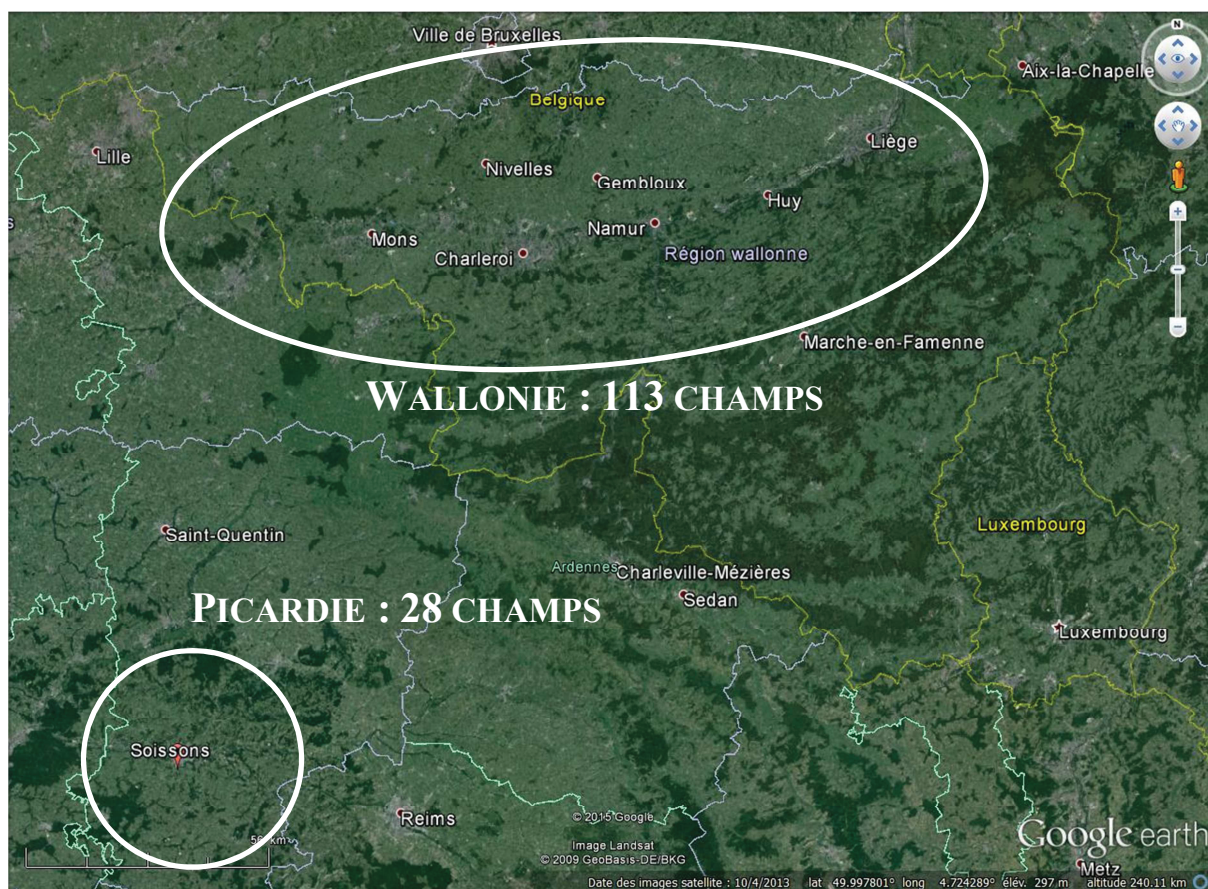 N
Ville de Bruxelles
Aix-la-Chapelle
Delgique
Lille
Liège
Nivelles
Gembloux
Huy
Namur
Mons
Charleroi
Région wallonne
Marche-en-Famenne
WALLONIE : 113 CHAMPS
Saint-Quentin
Luxembourg
Ardennes
Charleville-Mézières
Sedan
PICARDIE : 28 CHAMPS
Luxembourg
Soissons
Reims
© 2015 Google
Image Landsat
© 2009 GeoBasis-DE/BKG
Google earth
Metz
Date des images satellite : 10/4/2013 lat 49.997801° long 4.724289° élév. 297 m altitude 240.11 km